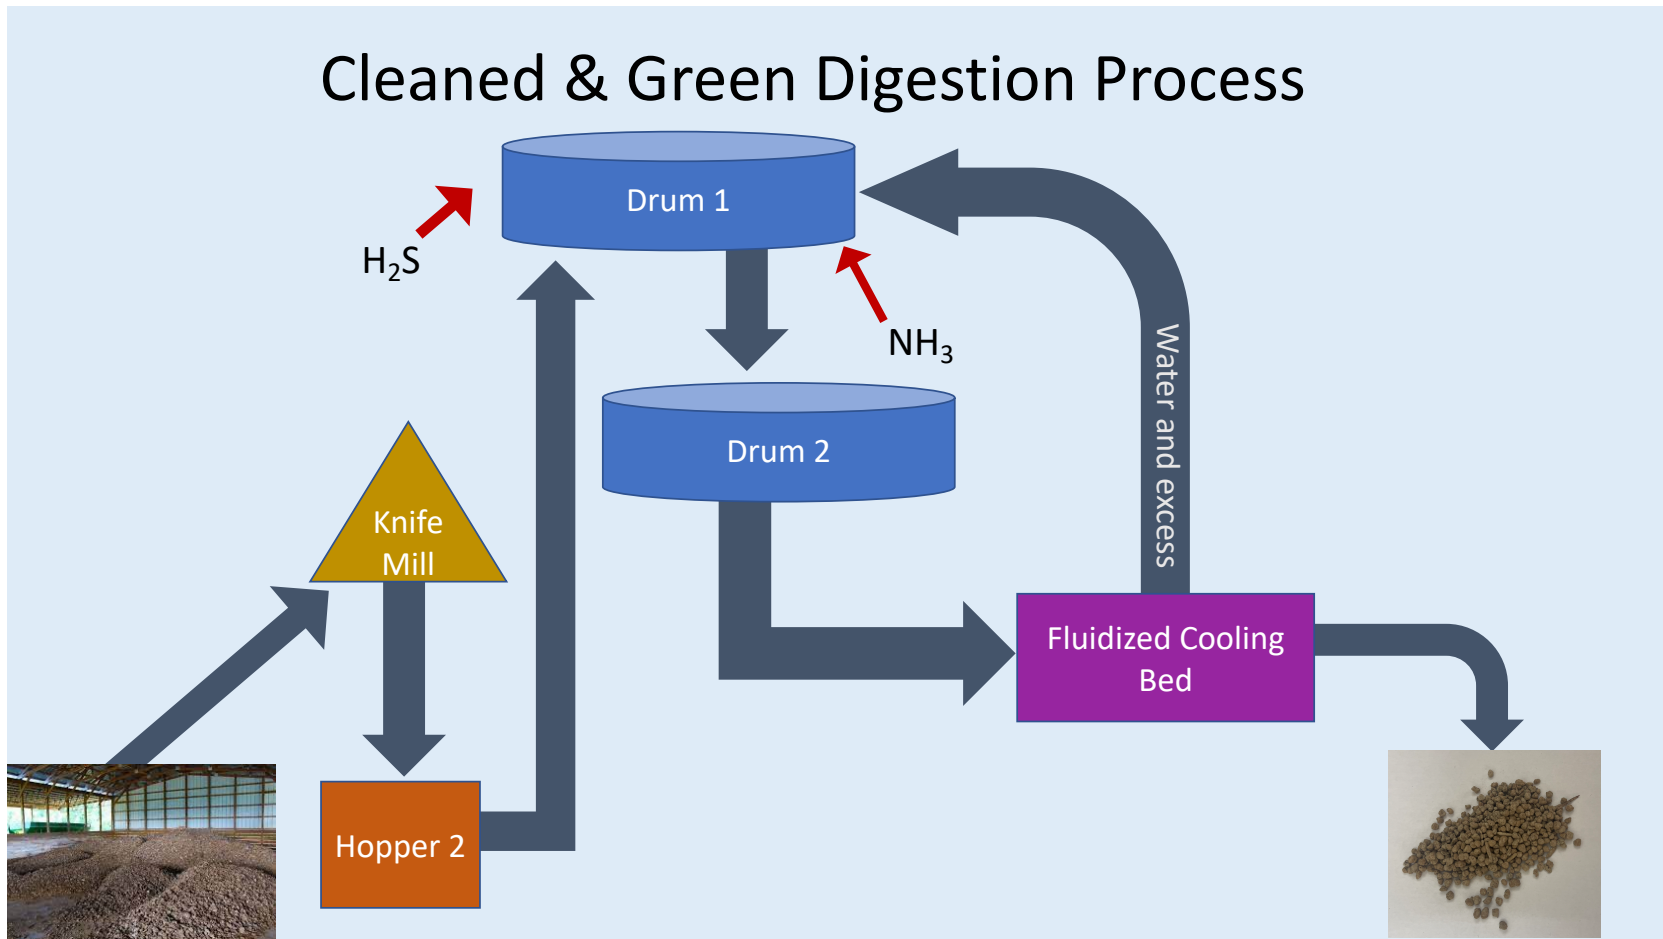 Cleaned & Green Digestion Process
Drum 1
H₂S
NH₃
Water and excess
Drum 2
Knife
Mill
Fluidized Cooling
Bed
Hopper 2